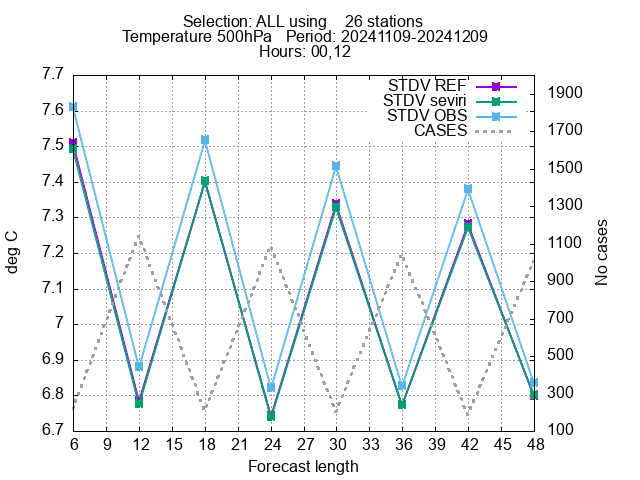 Selection: ALL using    26 stations
Temperature 500hPa   Period: 20241109-20241209
Hours: 00,12
STDV REF
STDV seviri
STDV OBS
CASES
deg C
7.7
7.6
7.5
7.4
7.3
7.2
7.1
7
6.9
6.8
6.7
1900
1700
1500
1300
1100
900
700
500
300
100
No cases
6 9 12 15 18 21 24 27 30 33 36 39 42 45 48
Forecast length